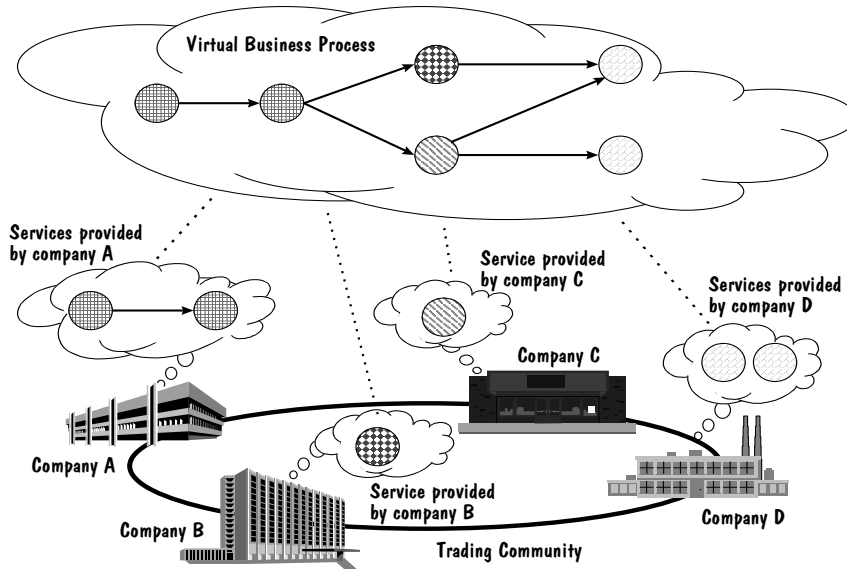 Virtual Business Process
Services provided
by company A
Service provided
by company C
Services provided
by company D
Company C
Company A
Service provided
by company B
Company B
Company D
Trading Community